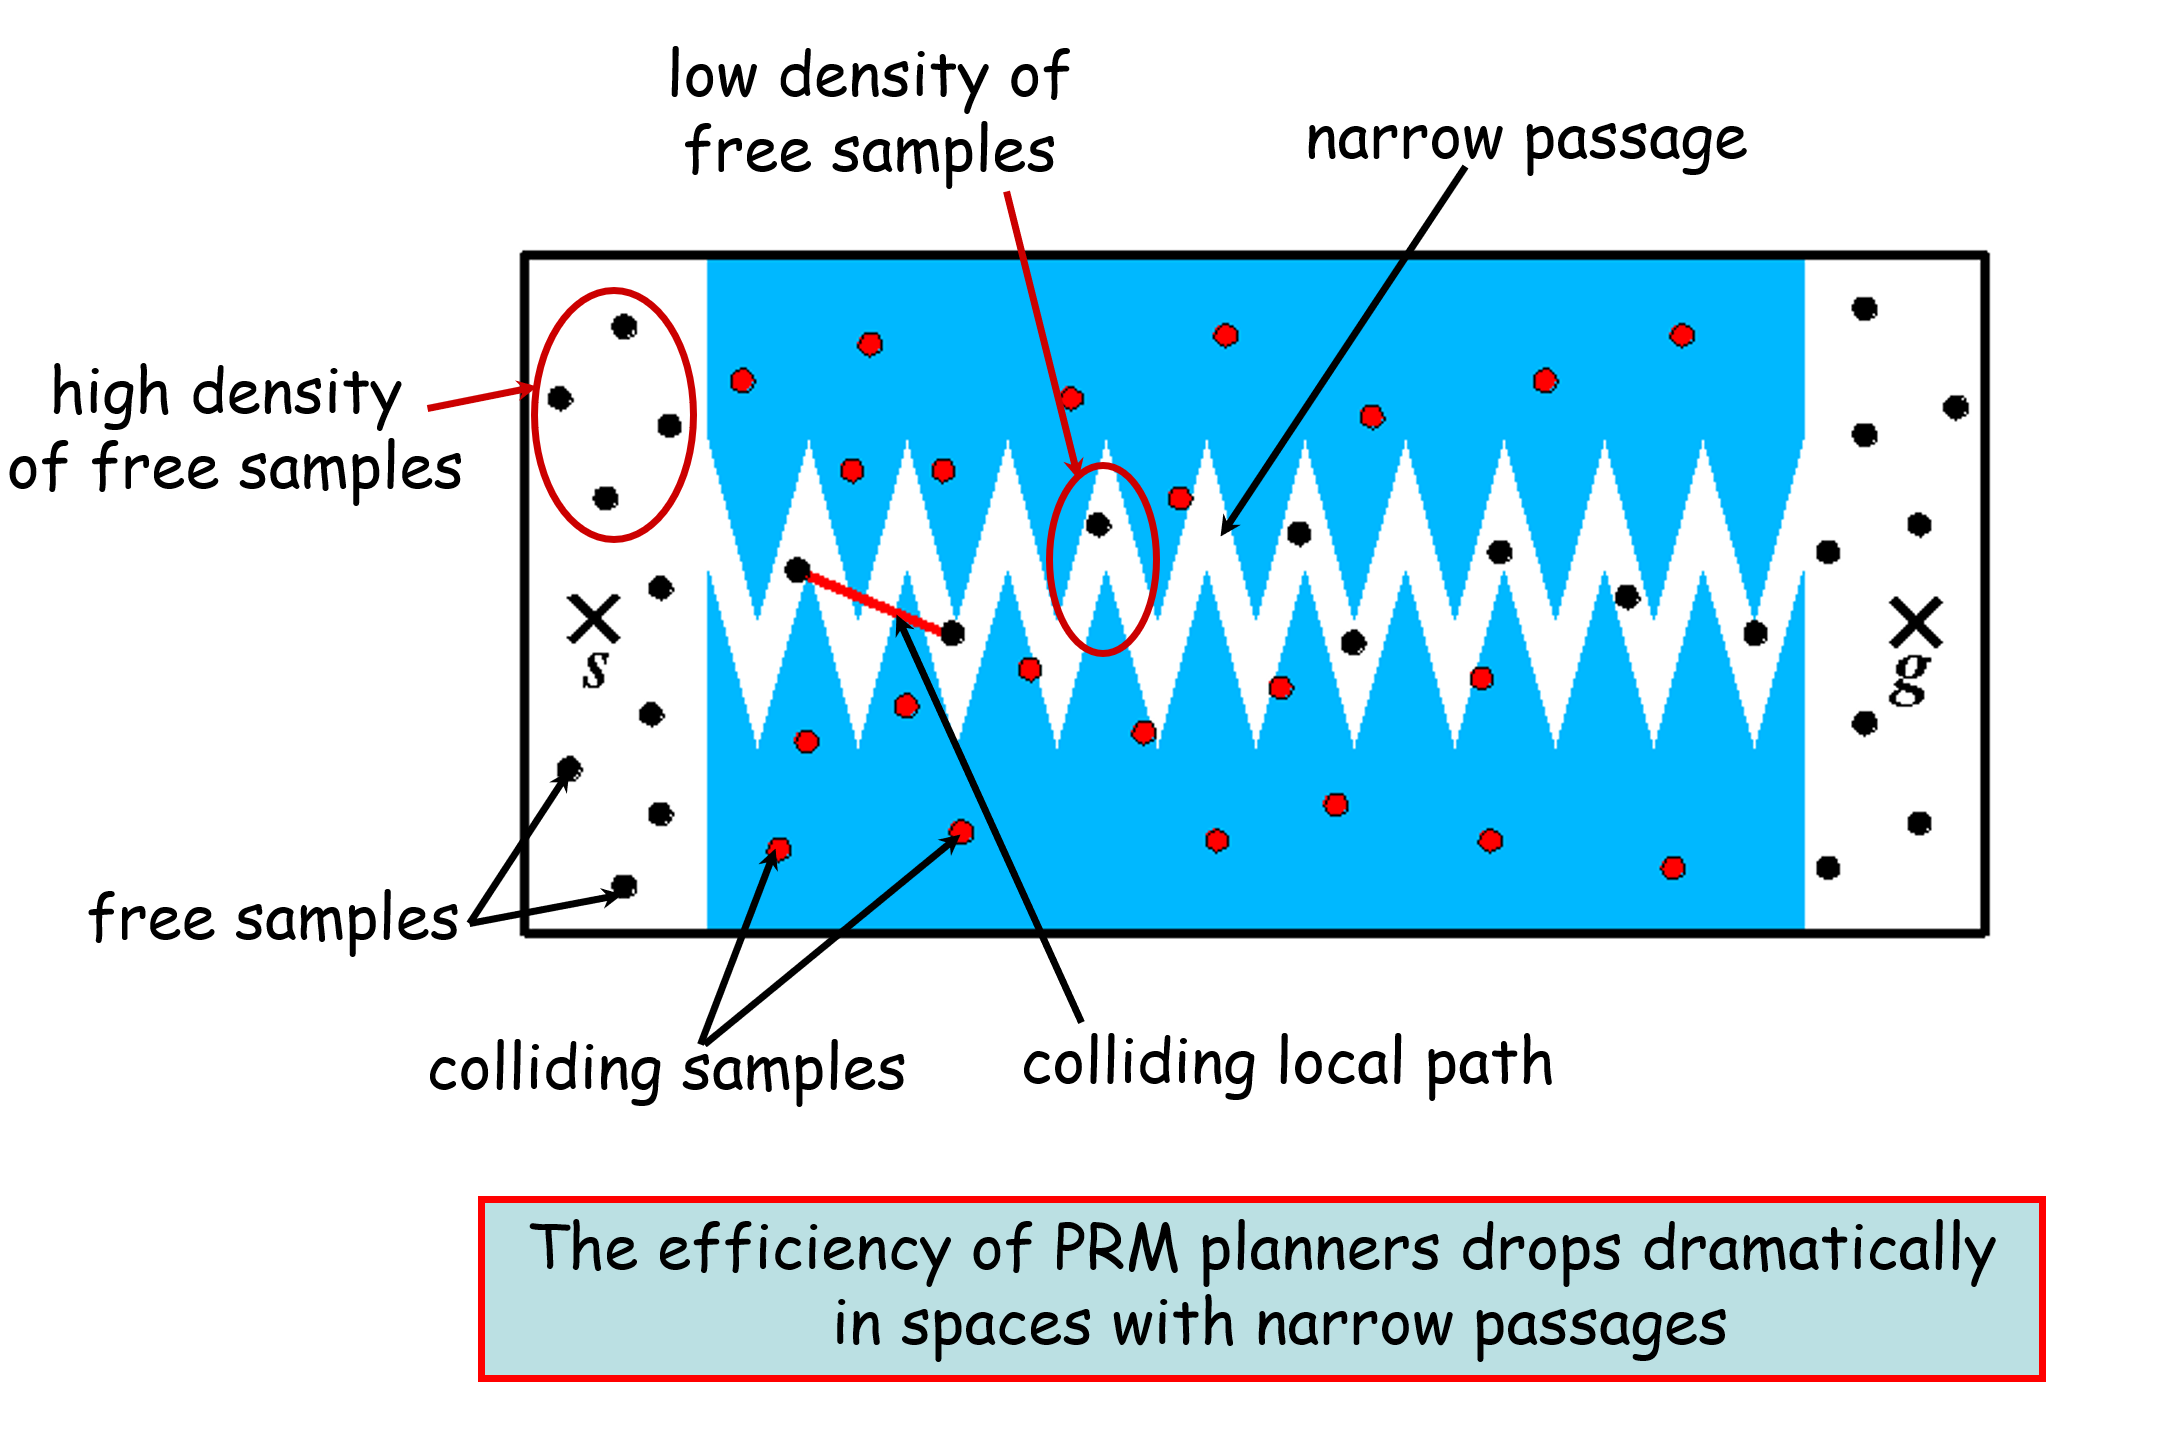 low density of
free samples
narrow passage
high density
of free samples
s
g
free samples
colliding samples
colliding local path
The efficiency of PRM planners drops dramatically
in spaces with narrow passages